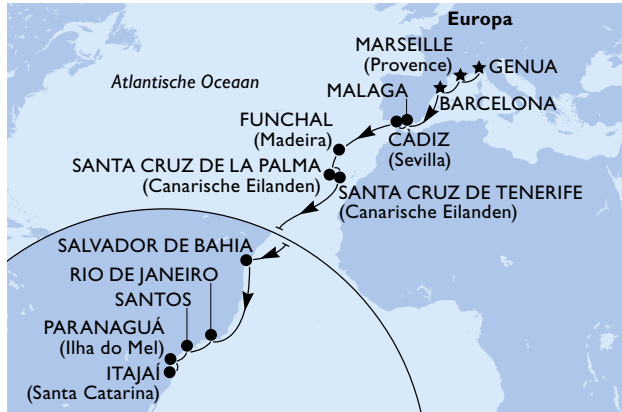 Europa
MARSEILLE
(Provence)
GENUA
Atlantische Oceaan
MALAGA
BARCELONA
FUNCHAL
(Madeira)
CÀDIZ
(Sevilla)
SANTA CRUZ DE LA PALMA
(Canarische Eilanden)
SANTA CRUZ DE TENERIFE
(Canarische Eilanden)
SALVADOR DE BAHIA
RIO DE JANEIRO
SANTOS
PARANAGUÁ
(Ilha do Mel)
ITAJAÍ
(Santa Catarina)